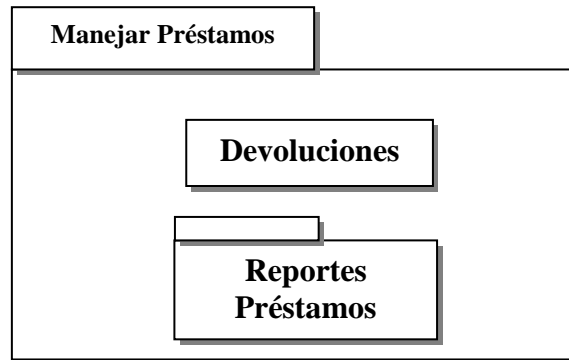 Manejar Préstamos
Devoluciones
Reportes
Préstamos